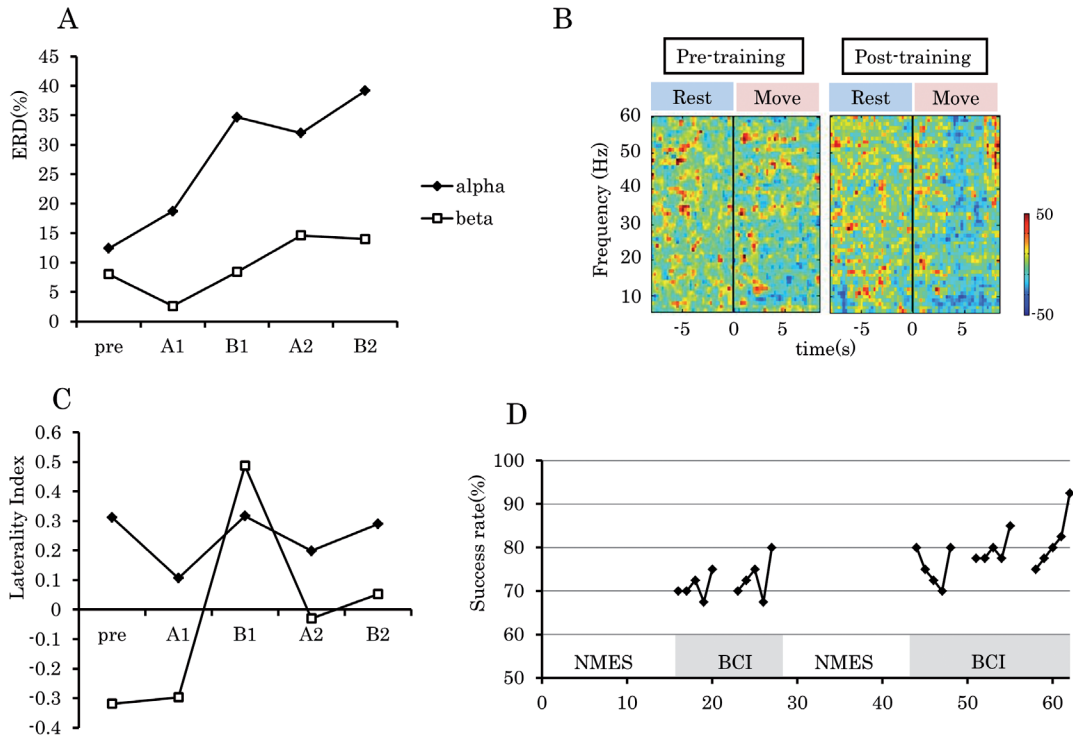 A
45
40
35
30
25
20
15
10
5
0
ERD(%)
pre A1 B1 A2 B2
alpha
beta
B
Pre-training Post-training
Rest Move Rest Move
60
50
40
30
20
10
Frequency (Hz)
-5 0 5 -5 0 5
time(s)
50
-50
C
0.6
0.5
0.4
0.3
0.2
0.1
0
-0.1
-0.2
-0.3
-0.4
Laterality Index
pre A1 B1 A2 B2
D
100
90
80
70
60
50
Success rate(%)
NMES BCI NMES BCI
0 10 20 30 40 50 60